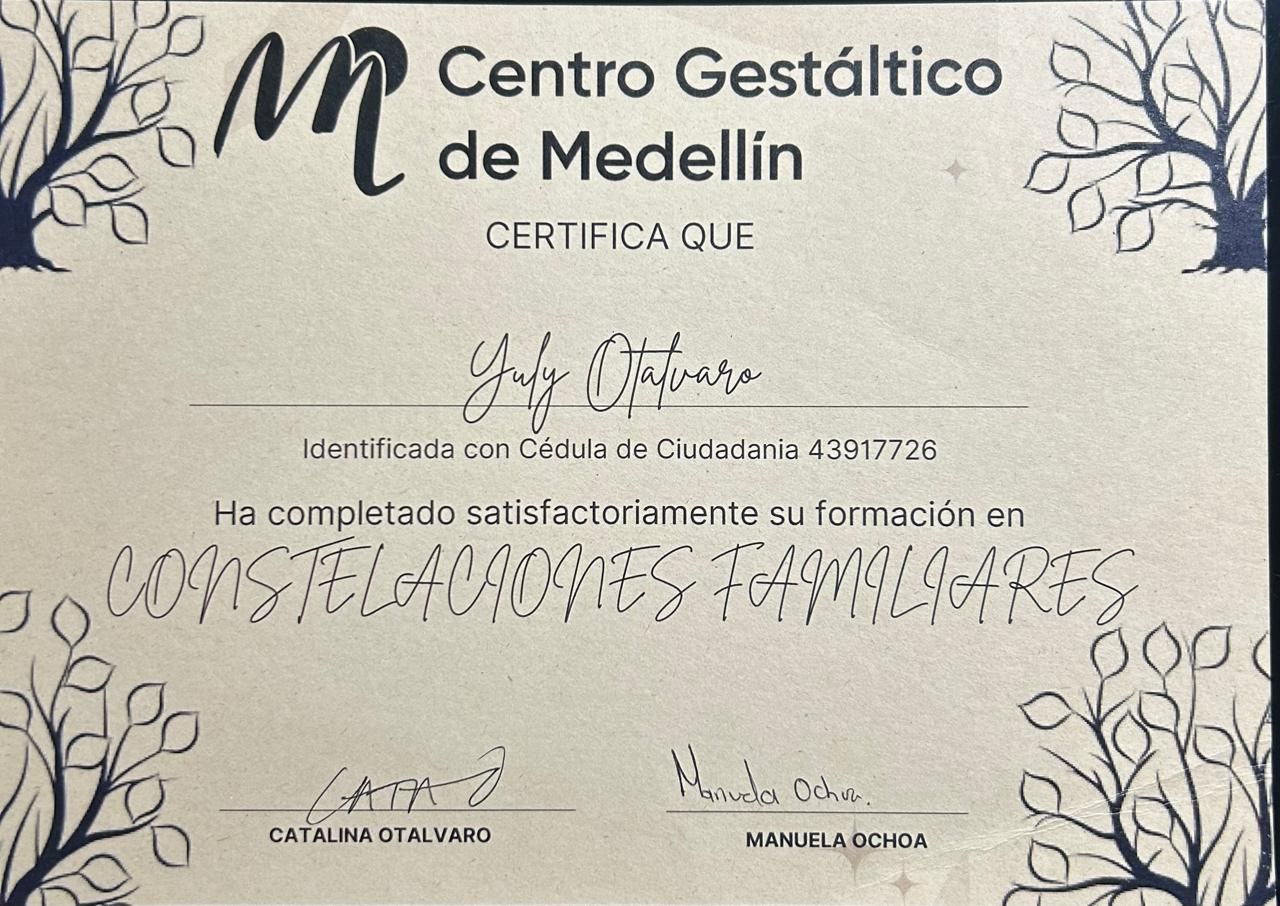 Centro Gestáltico
de Medellín
CERTIFICA QUE
Yuly Otalvaro
Identificada con Cédula de Ciudadania 43917726
Ha completado satisfactoriamente su formación en
CONSTELACIONES FAMILIARES
CATA
Manuela Ochoa.
CATALINA OTALVARO
MANUELA OCHOA